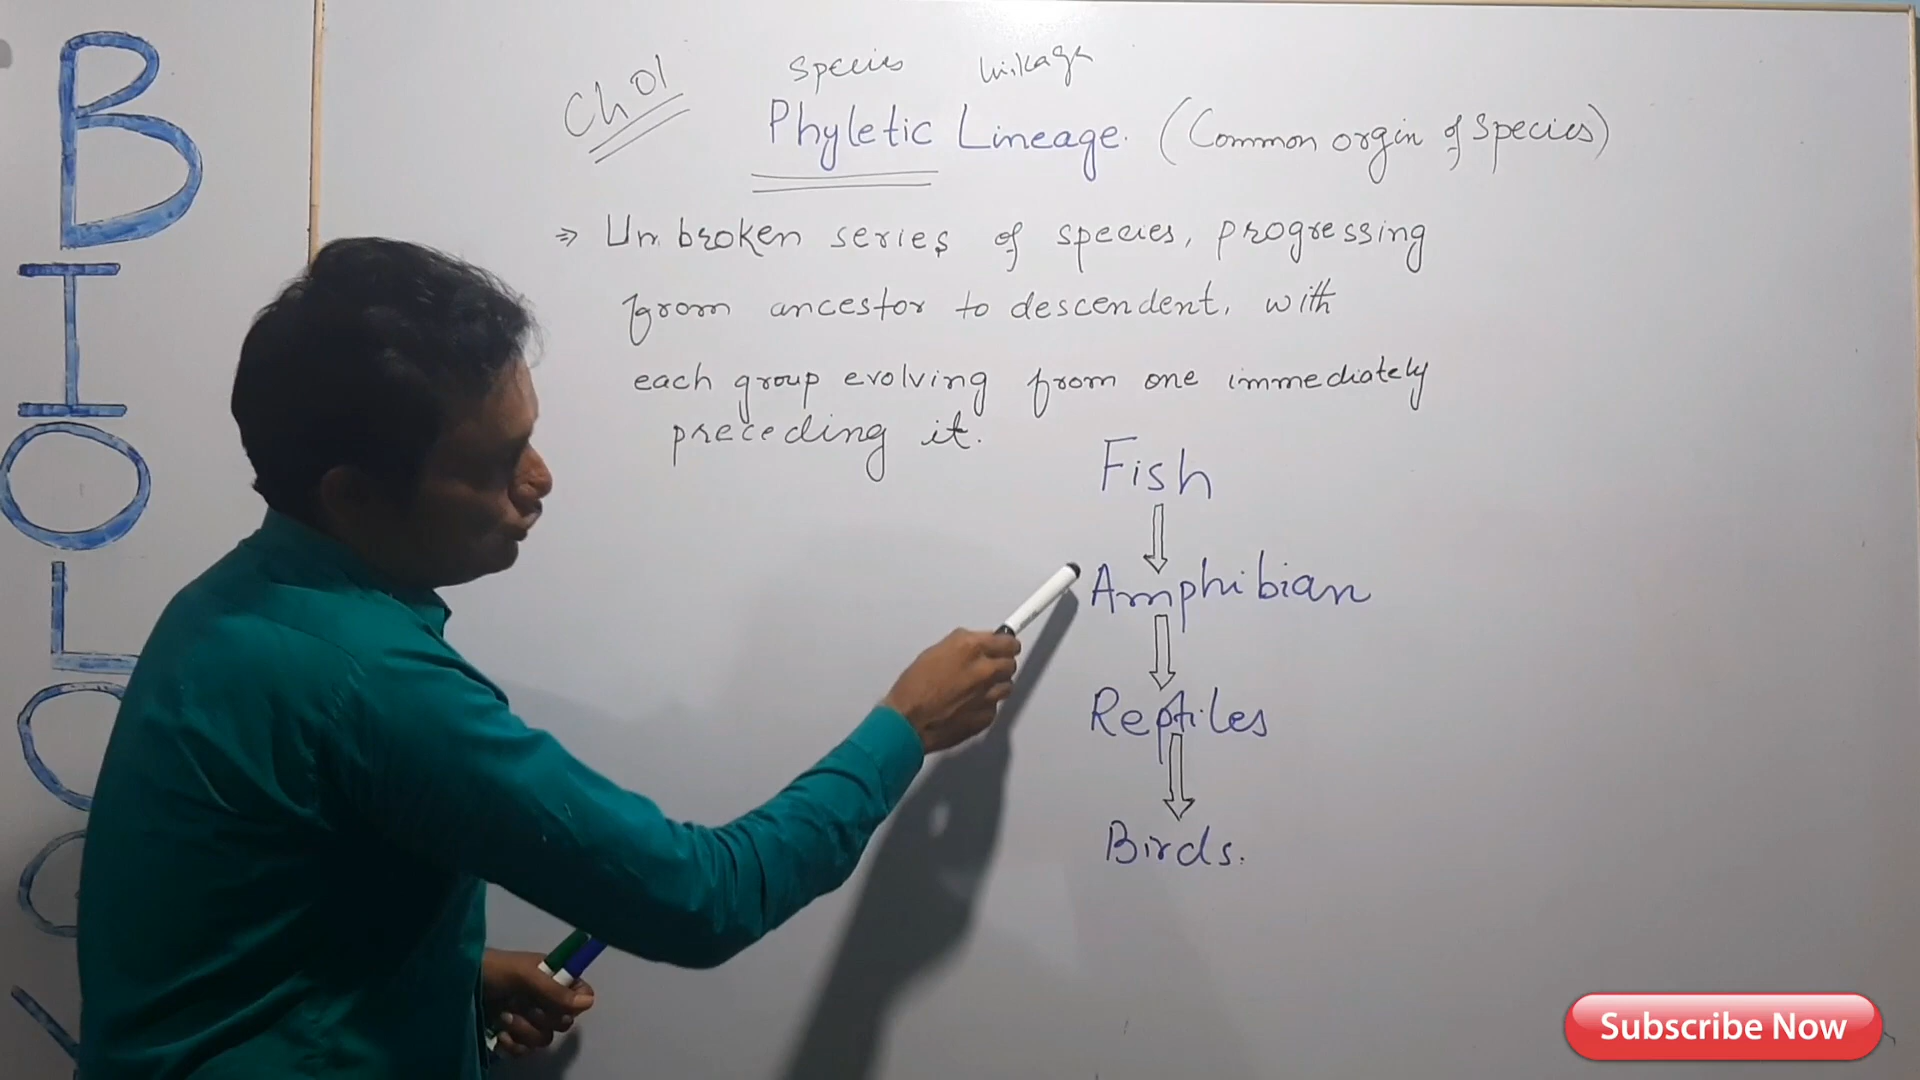 BIOLOGY
Ch 01
Species linkage
Phyletic Lineage. (Common orgin of species)
⇒ Un broken series of species, progressing
from ancestor to descendent, with
each group evolving from one immediately
preceding it.
Fish
Amphibian
Reptiles
Birds.
Subscribe Now